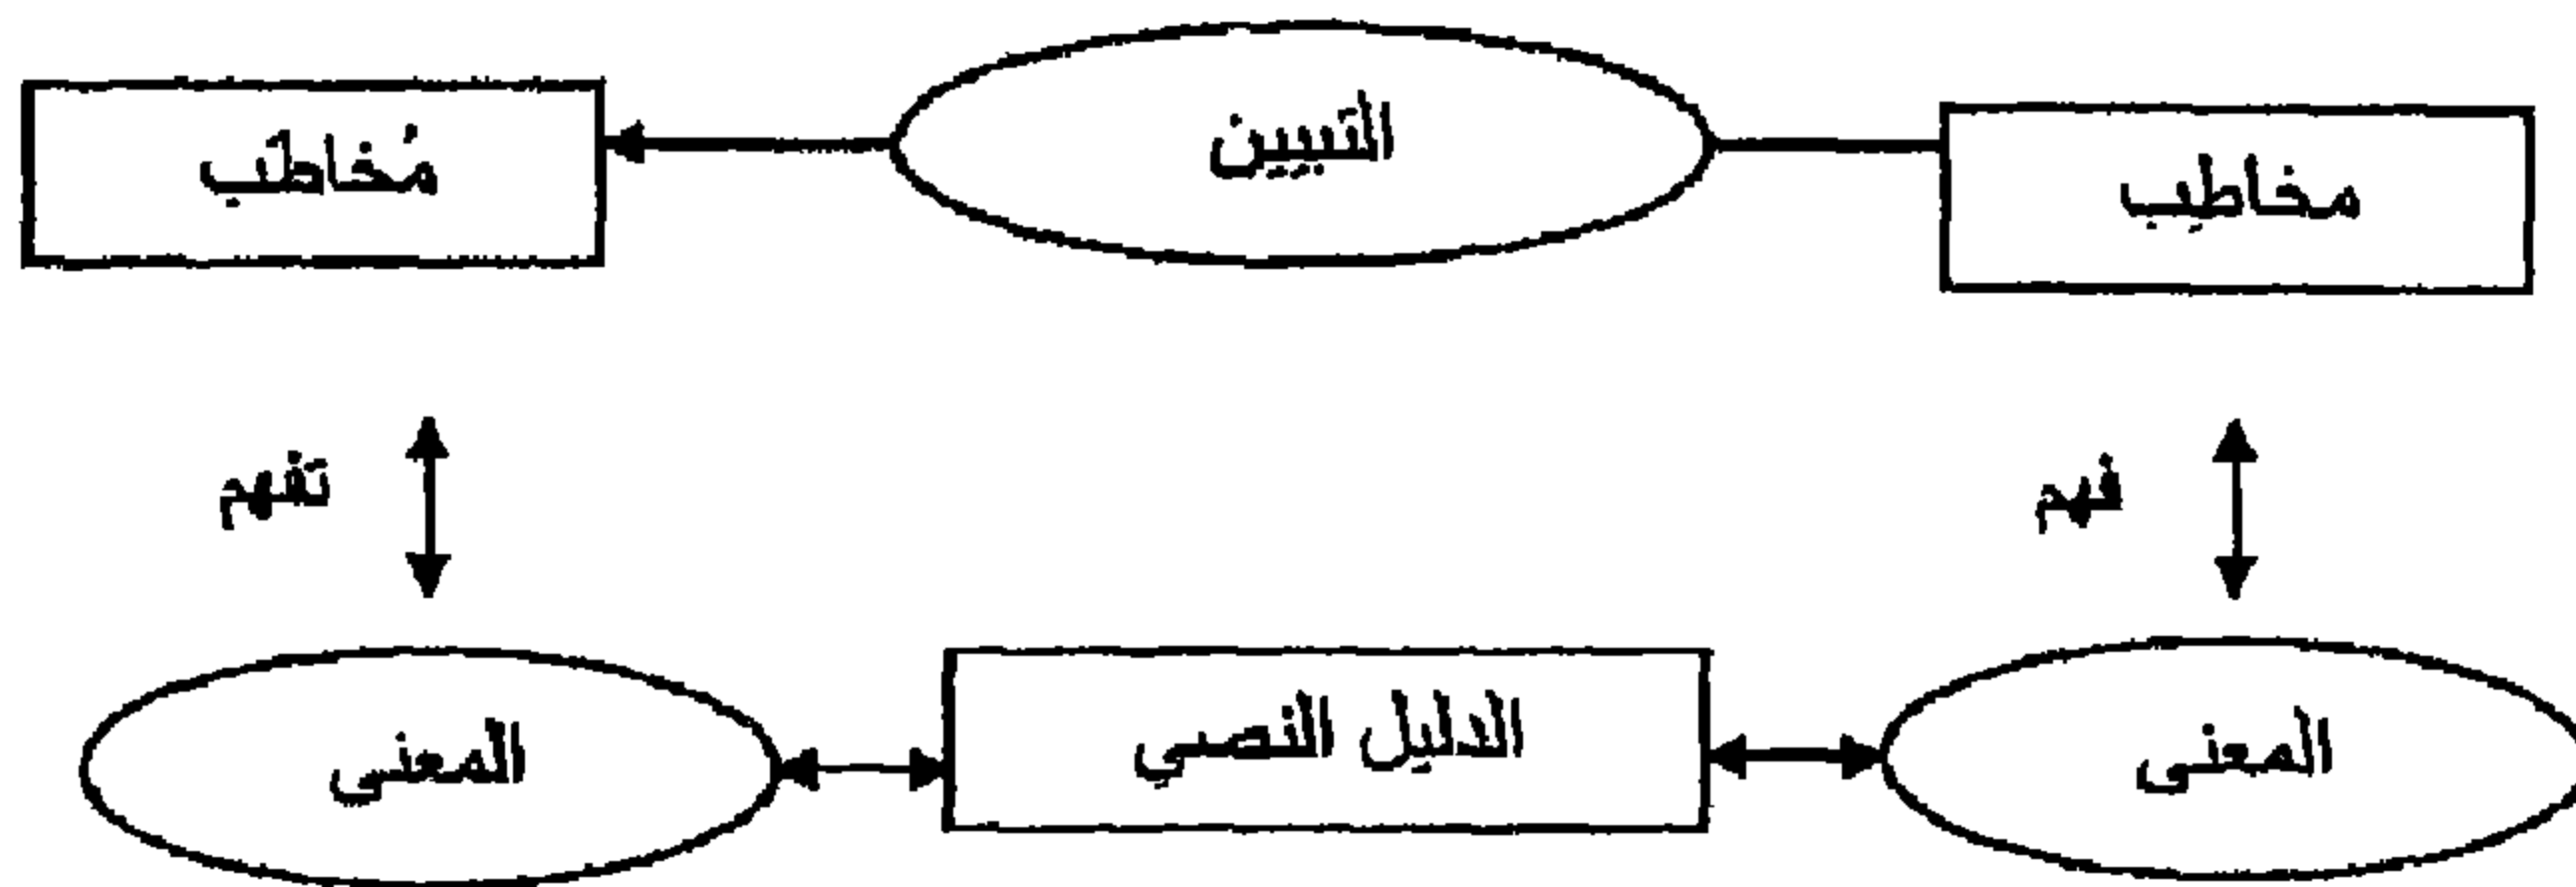 مخاطِب
التبيين
مُخاطَب
فهم
تفهم
المعنى
الدليل النصي
المعنى